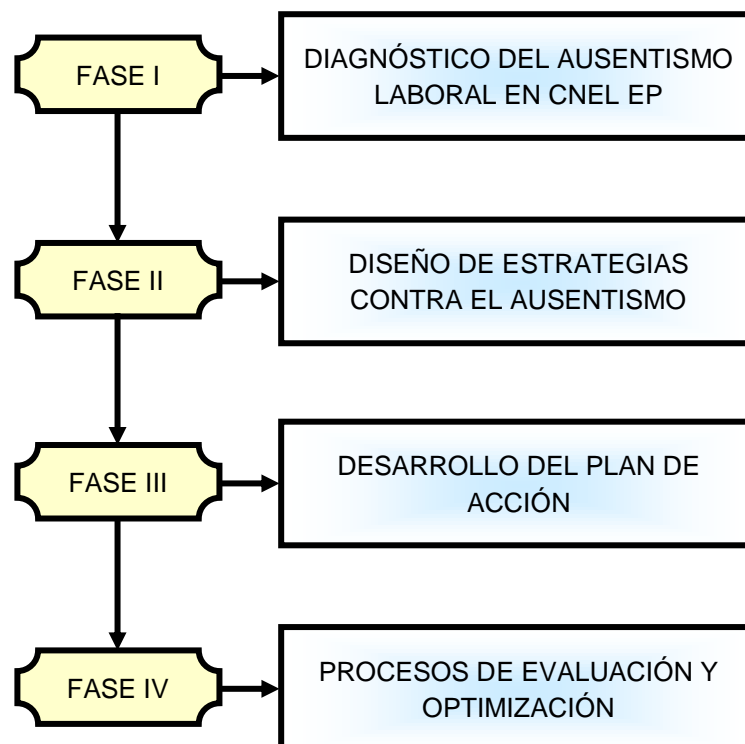 FASE I
DIAGNÓSTICO DEL AUSENTISMO
LABORAL EN CNEL EP
FASE II
DISEÑO DE ESTRATEGIAS
CONTRA EL AUSENTISMO
FASE III
DESARROLLO DEL PLAN DE
ACCIÓN
FASE IV
PROCESOS DE EVALUACIÓN Y
OPTIMIZACIÓN